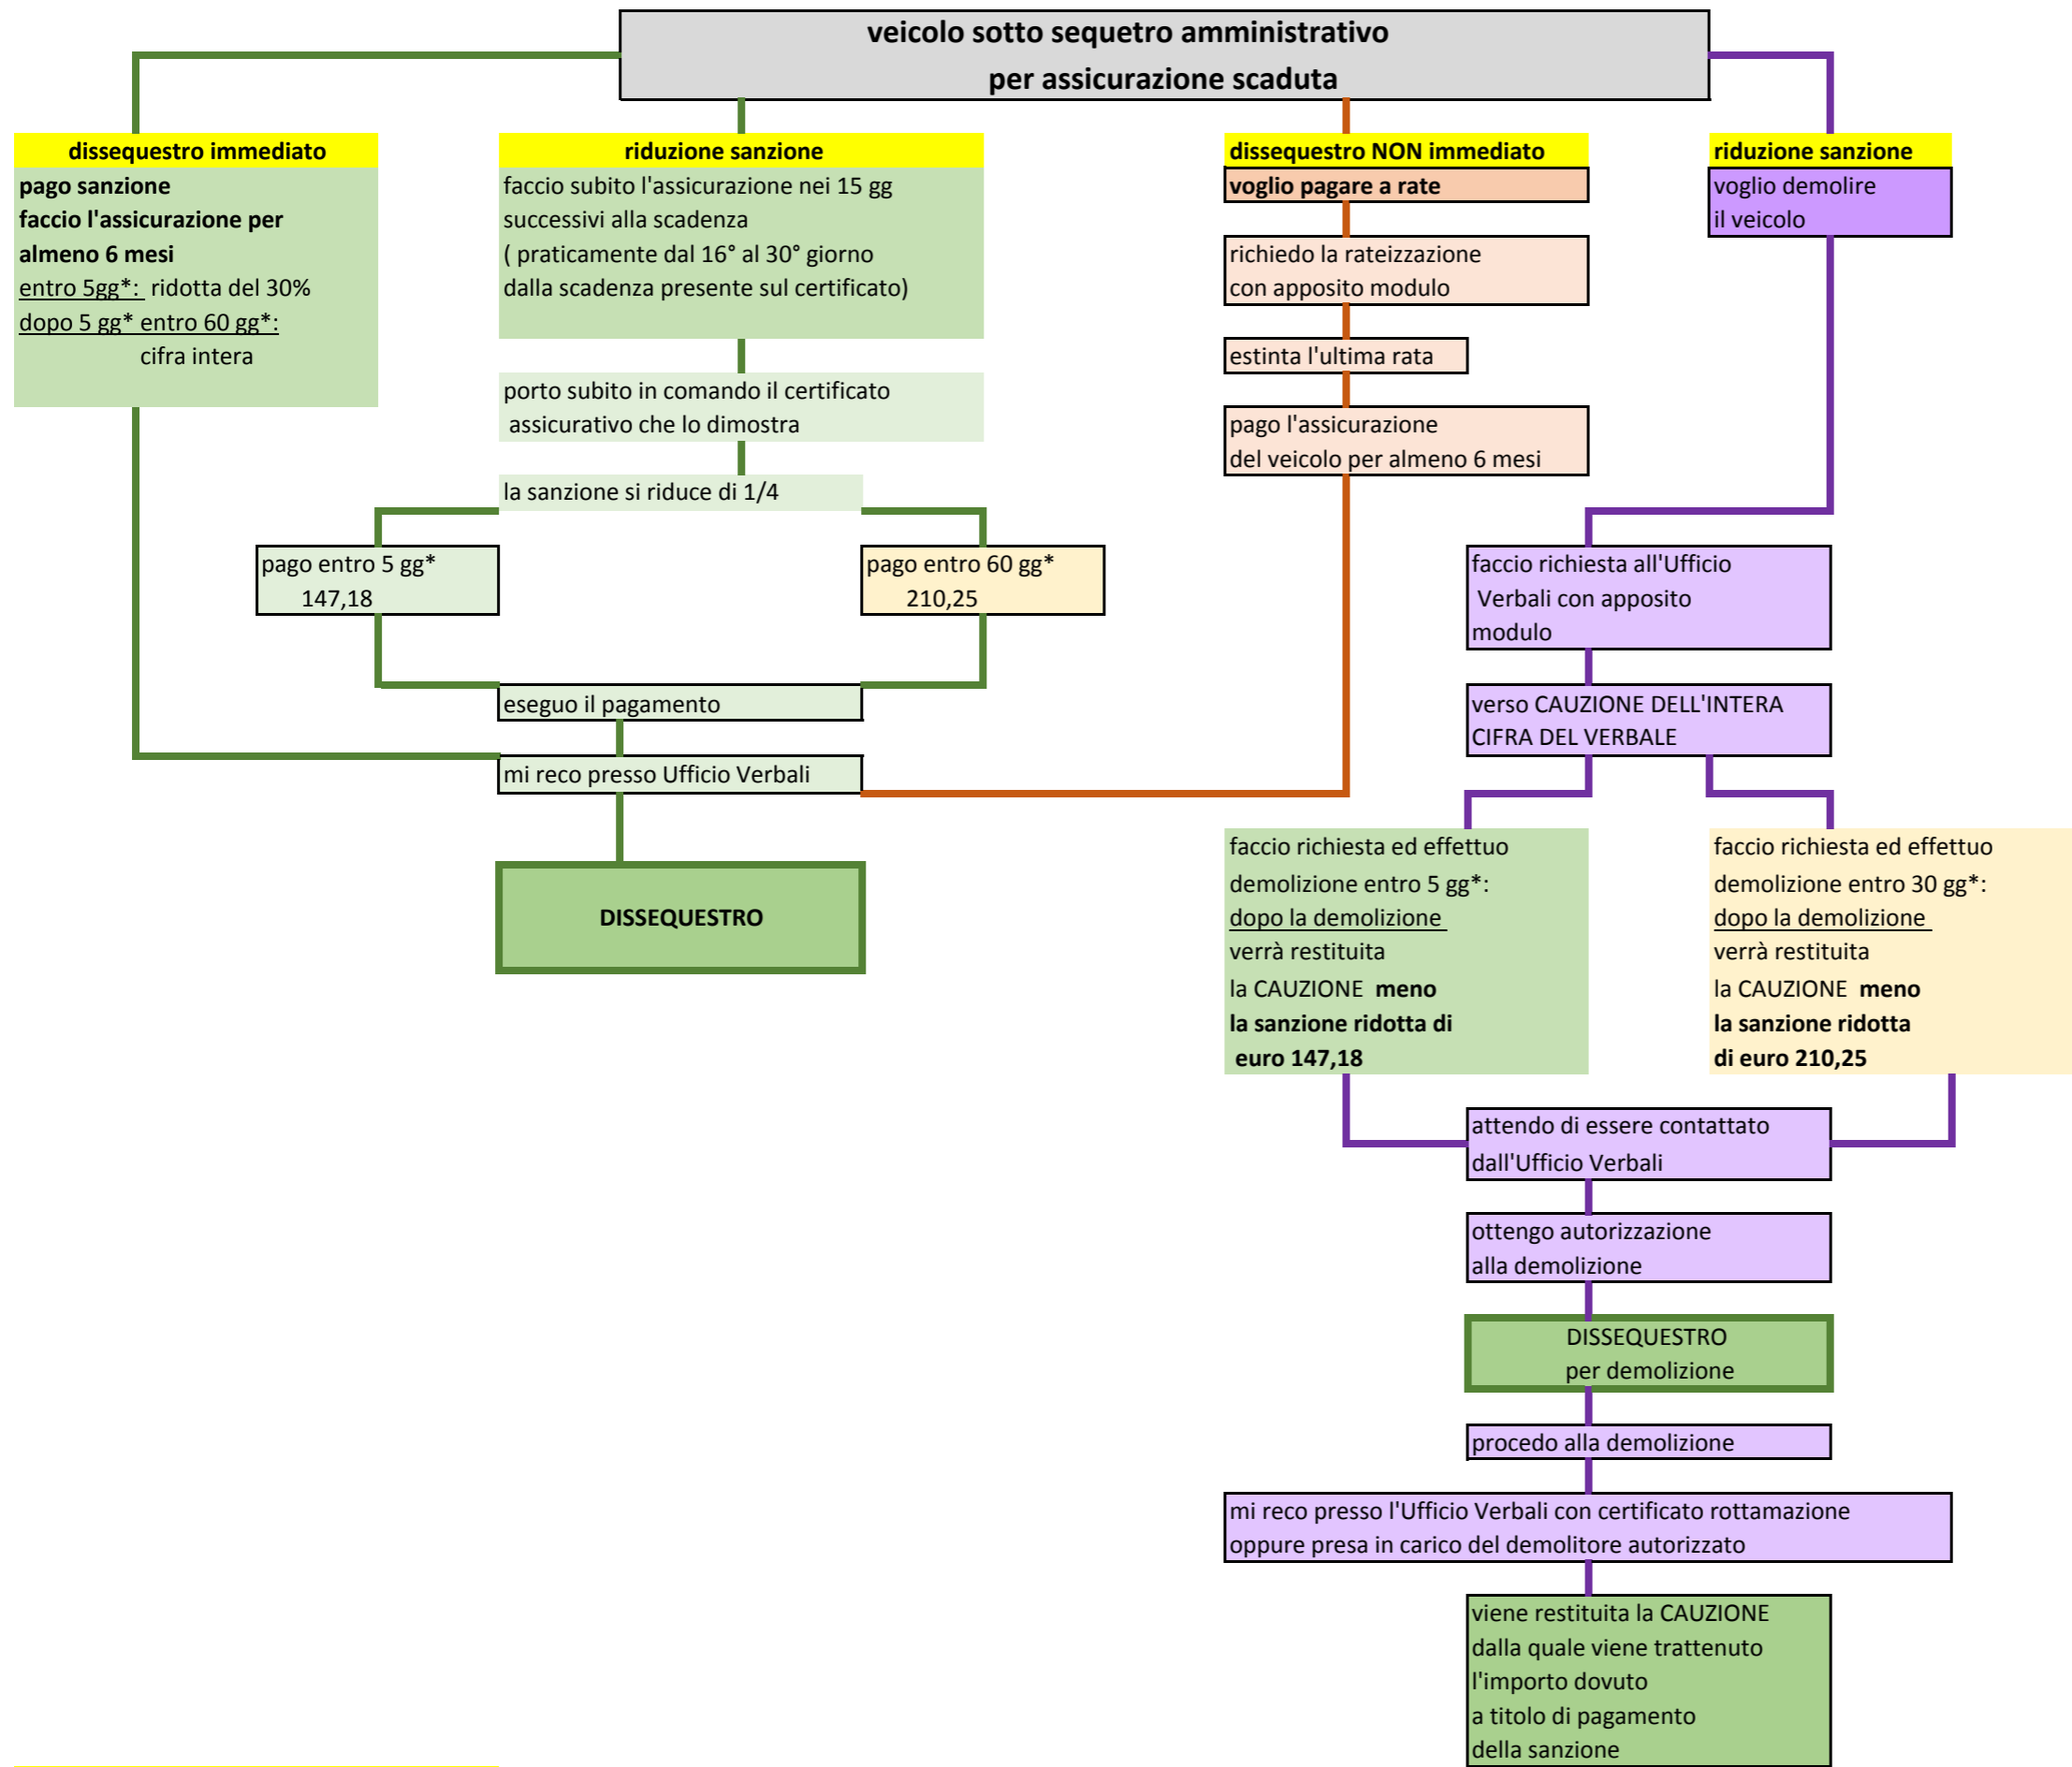 veicolo sotto sequetro amministrativo
per assicurazione scaduta
dissequestro immediato
pago sanzione
faccio l'assicurazione per
almeno 6 mesi
entro 5gg*: ridotta del 30%
dopo 5 gg* entro 60 gg*:
cifra intera
riduzione sanzione
faccio subito l'assicurazione nei 15 gg
successivi alla scadenza
( praticamente dal 16° al 30° giorno
dalla scadenza presente sul certificato)
porto subito in comando il certificato
assicurativo che lo dimostra
la sanzione si riduce di 1/4
pago entro 5 gg*
147,18
pago entro 60 gg*
210,25
eseguo il pagamento
mi reco presso Ufficio Verbali
DISSEQUESTRO
dissequestro NON immediato
voglio pagare a rate
richiedo la rateizzazione
con apposito modulo
estinta l'ultima rata
pago l'assicurazione
del veicolo per almeno 6 mesi
riduzione sanzione
voglio demolire
il veicolo
faccio richiesta all'Ufficio
Verbali con apposito
modulo
verso CAUZIONE DELL'INTERA
CIFRA DEL VERBALE
faccio richiesta ed effettuo
demolizione entro 5 gg*:
dopo la demolizione
verrà restituita
la CAUZIONE meno
la sanzione ridotta di
euro 147,18
faccio richiesta ed effettuo
demolizione entro 30 gg*:
dopo la demolizione
verrà restituita
la CAUZIONE meno
la sanzione ridotta
di euro 210,25
attendo di essere contattato
dall'Ufficio Verbali
ottengo autorizzazione
alla demolizione
DISSEQUESTRO
per demolizione
procedo alla demolizione
mi reco presso l'Ufficio Verbali con certificato rottamazione
oppure presa in carico del demolitore autorizzato
viene restituita la CAUZIONE
dalla quale viene trattenuto
l'importo dovuto
a titolo di pagamento
della sanzione